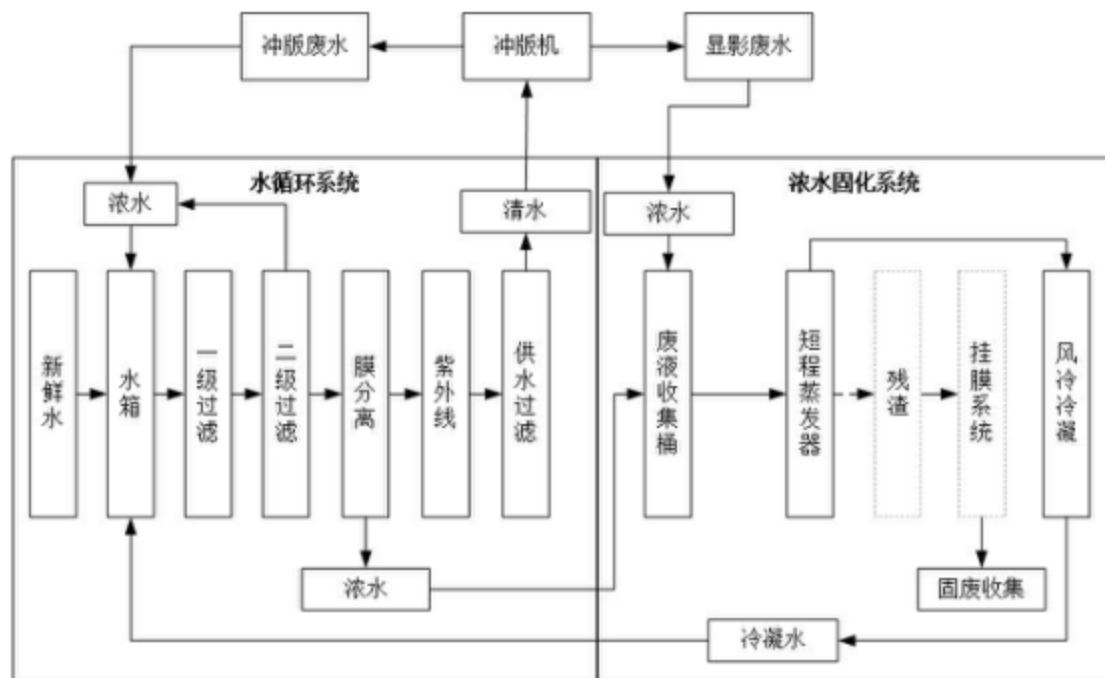 冲版废水
冲版机
显影废水
水循环系统
浓水固化系统
浓水
清水
浓水
新鲜水
水箱
一级过滤
二级过滤
膜分离
紫外线
供水过滤
废液收集桶
短程蒸发器
残渣
挂膜系统
风冷冷凝
浓水
固废收集
冷凝水